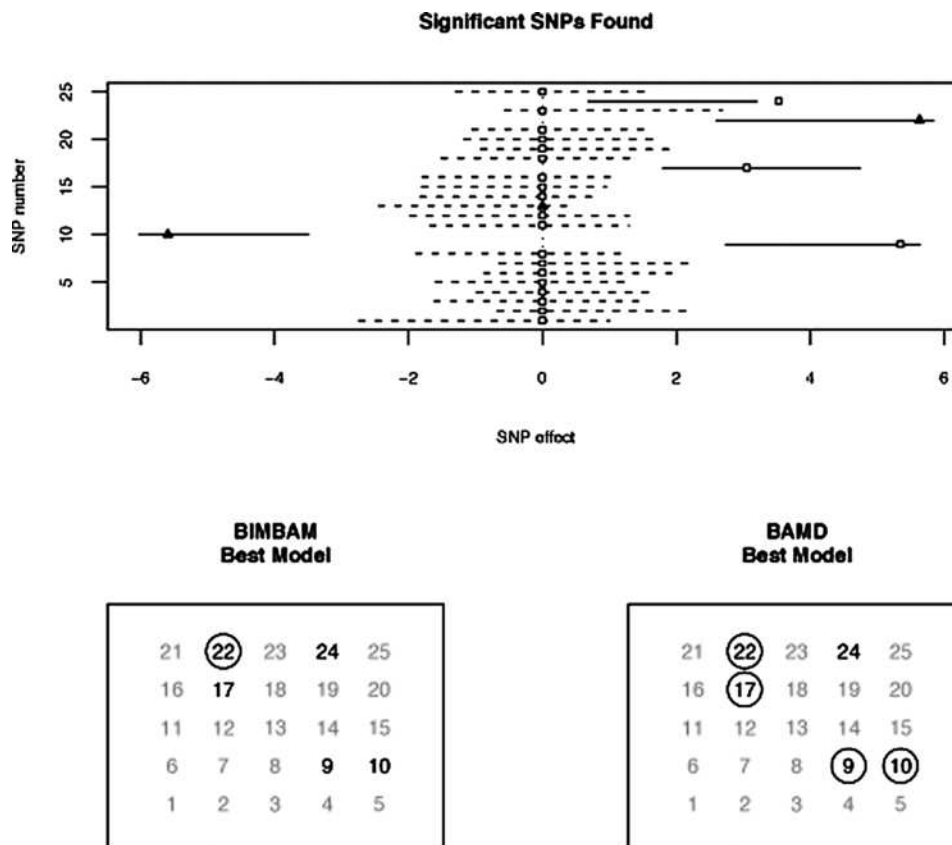 Significant SNPs Found
25
20
15
10
5
SNP number
-6 -4 -2 0 2 4 6
SNP effect
BIMBAM
Best Model
21 22 23 24 25
16 17 18 19 20
11 12 13 14 15
6 7 8 9 10
1 2 3 4 5
BAMD
Best Model
21 22 23 24 25
16 17 18 19 20
11 12 13 14 15
6 7 8 9 10
1 2 3 4 5